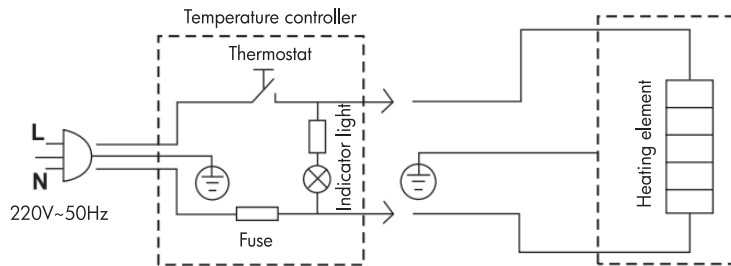 Temperature controller
Thermostat
L
N
220V~50Hz
Fuse
Indicator light
Heating element